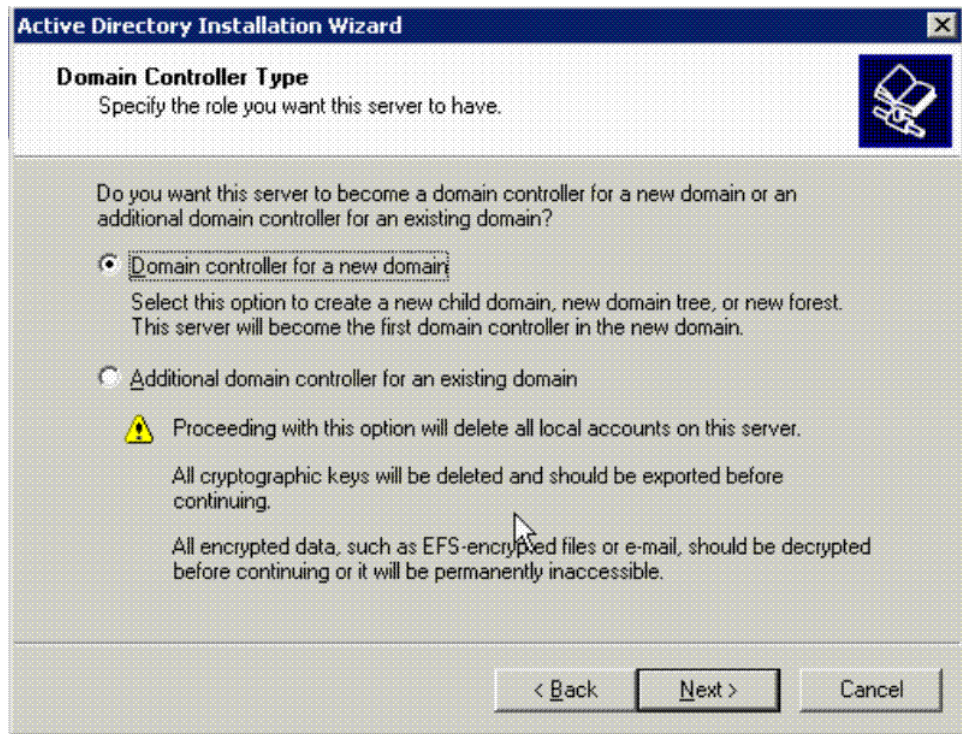 Active Directory Installation Wizard
Domain Controller Type
Specify the role you want this server to have.
Do you want this server to become a domain controller for a new domain or an
additional domain controller for an existing domain?
Domain controller for a new domain
Select this option to create a new child domain, new domain tree, or new forest.
This server will become the first domain controller in the new domain.
Additional domain controller for an existing domain
Proceeding with this option will delete all local accounts on this server.
All cryptographic keys will be deleted and should be exported before
continuing.
All encrypted data, such as EFS-encrypted files or e-mail, should be decrypted
before continuing or it will be permanently inaccessible.
< Back Next > Cancel